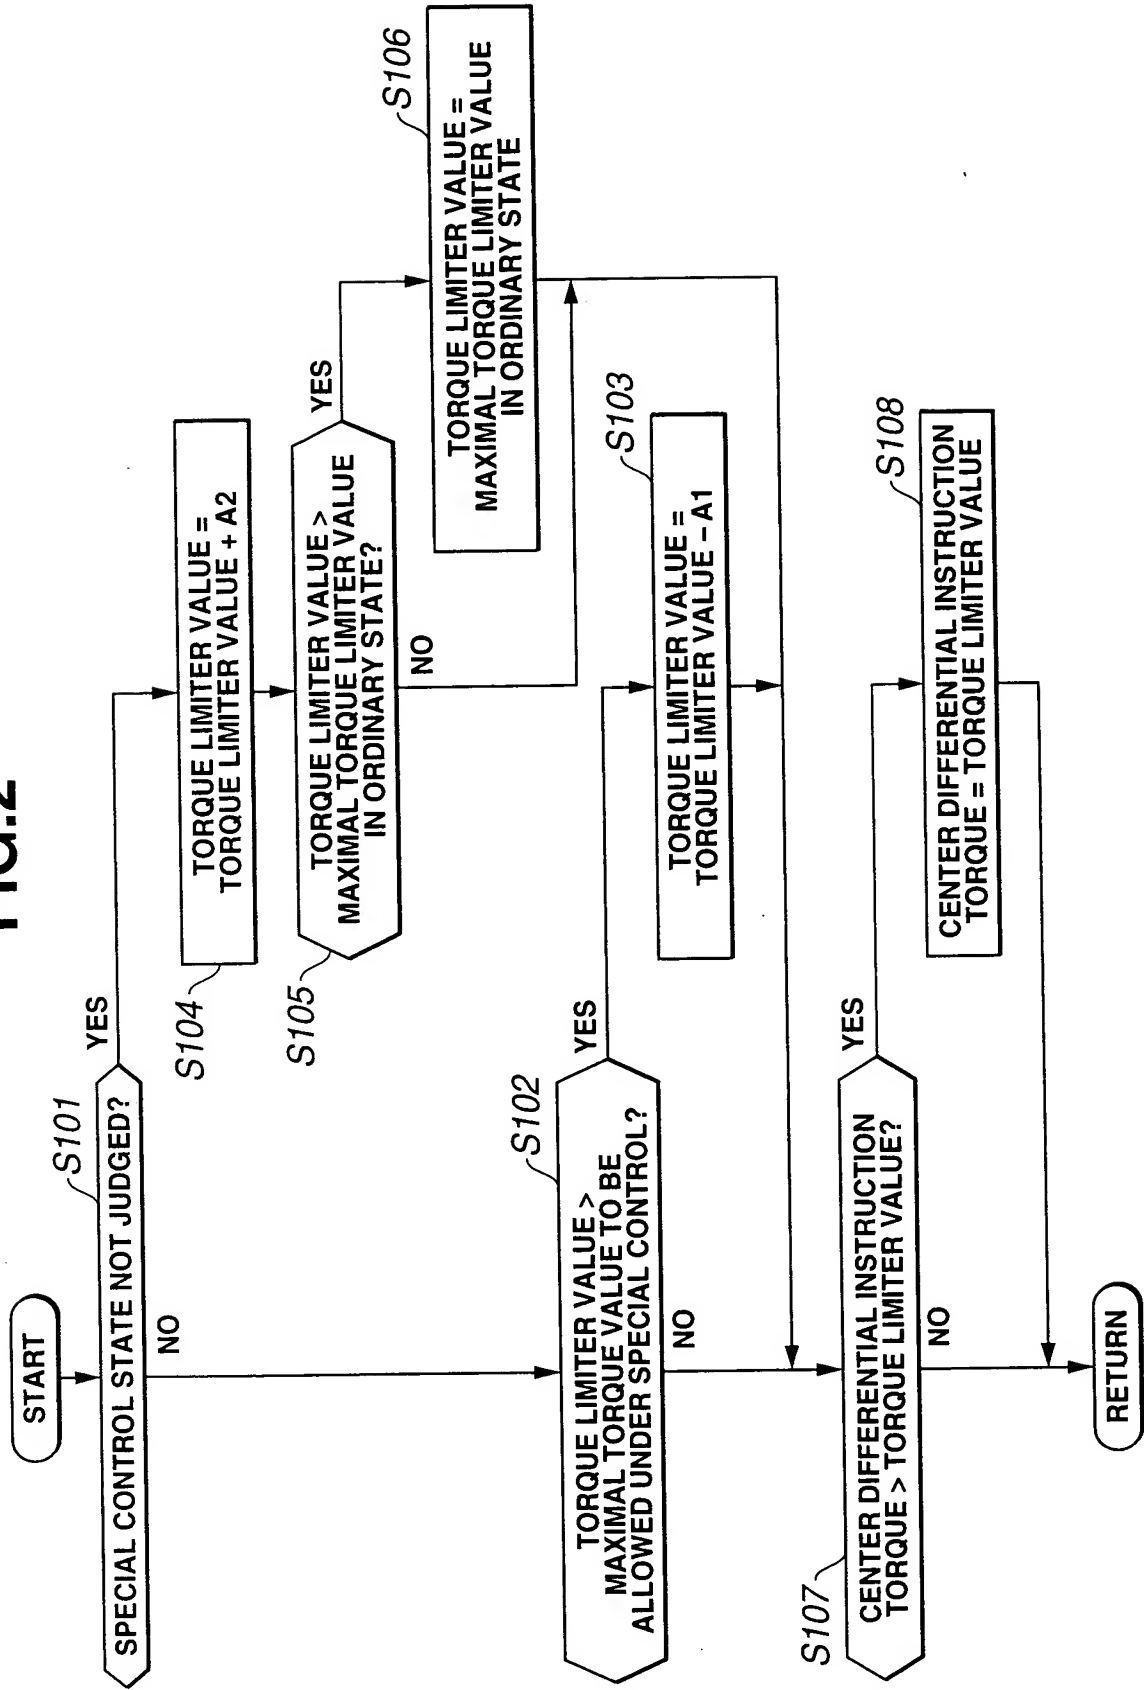 FIG.2
START
S101
SPECIAL CONTROL STATE NOT JUDGED?
YES
NO
S104
TORQUE LIMITER VALUE =
TORQUE LIMITER VALUE + A2
S105
TORQUE LIMITER VALUE >
MAXIMAL TORQUE LIMITER VALUE
IN ORDINARY STATE?
YES
NO
S106
TORQUE LIMITER VALUE =
MAXIMAL TORQUE LIMITER VALUE
IN ORDINARY STATE
S102
TORQUE LIMITER VALUE >
MAXIMAL TORQUE VALUE TO BE
ALLOWED UNDER SPECIAL CONTROL?
YES
NO
S103
TORQUE LIMITER VALUE =
TORQUE LIMITER VALUE – A1
S107
CENTER DIFFERENTIAL INSTRUCTION
TORQUE > TORQUE LIMITER VALUE?
YES
NO
S108
CENTER DIFFERENTIAL INSTRUCTION
TORQUE = TORQUE LIMITER VALUE
RETURN